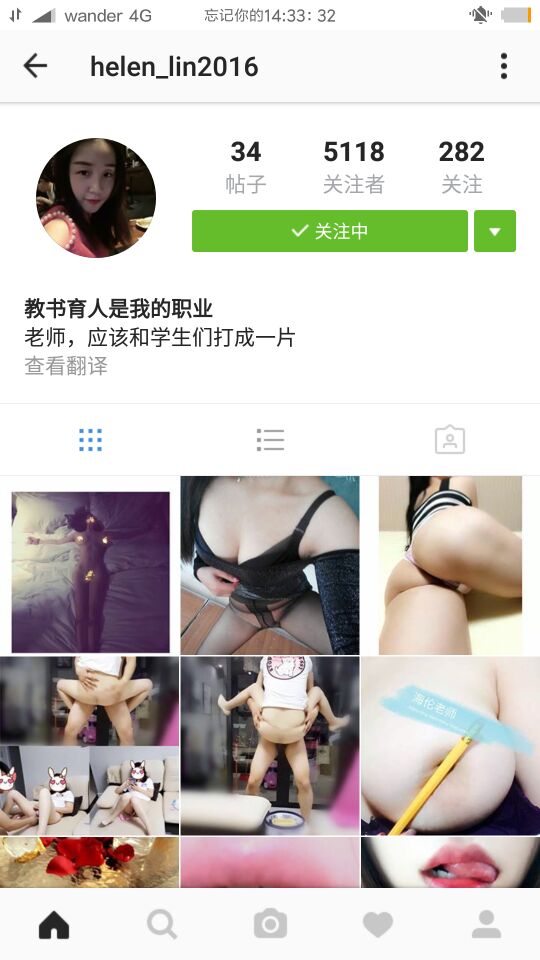 wander 4G 忘记你的14:33: 32
helen_lin2016
34 5118 282
帖子 关注者 关注
关注中
教书育人是我的职业
老师，应该和学生们打成一片
查看翻译
海伦老师